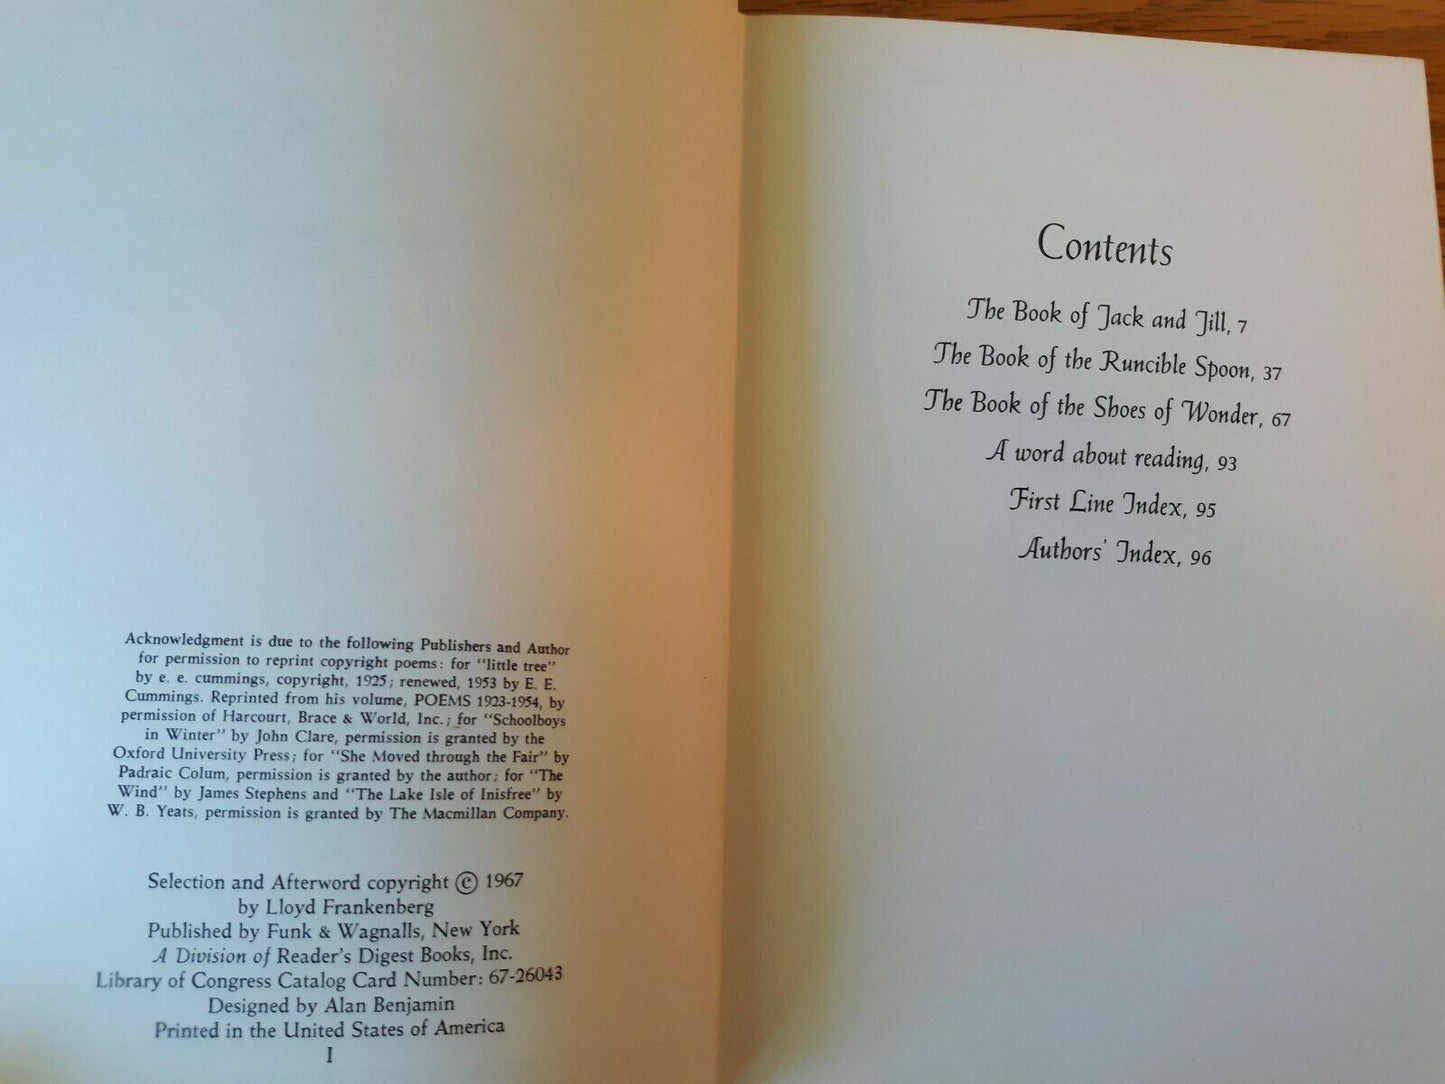 Acknowledgment is due to the following Publishers and Author
for permission to reprint copyright poems: for "little tree"
by e. e. cummings, copyright, 1925; renewed, 1953 by E. E.
Cummings. Reprinted from his volume, POEMS 1923-1954, by
permission of Harcourt, Brace & World, Inc.; for "Schoolboys
in Winter" by John Clare, permission is granted by the
Oxford University Press; for "She Moved through the Fair" by
Padraic Colum, permission is granted by the author; for "The
Wind" by James Stephens and "The Lake Isle of Inisfree" by
W. B. Yeats, permission is granted by The Macmillan Company.
Selection and Afterword copyright © 1967
by Lloyd Frankenberg
Published by Funk & Wagnalls, New York
A Division of Reader's Digest Books, Inc.
Library of Congress Catalog Card Number: 67-26043
Designed by Alan Benjamin
Printed in the United States of America
I
Contents
The Book of Jack and Jill, 7
The Book of the Runcible Spoon, 37
The Book of the Shoes of Wonder, 67
A word about reading, 93
First Line Index, 95
Authors' Index, 96